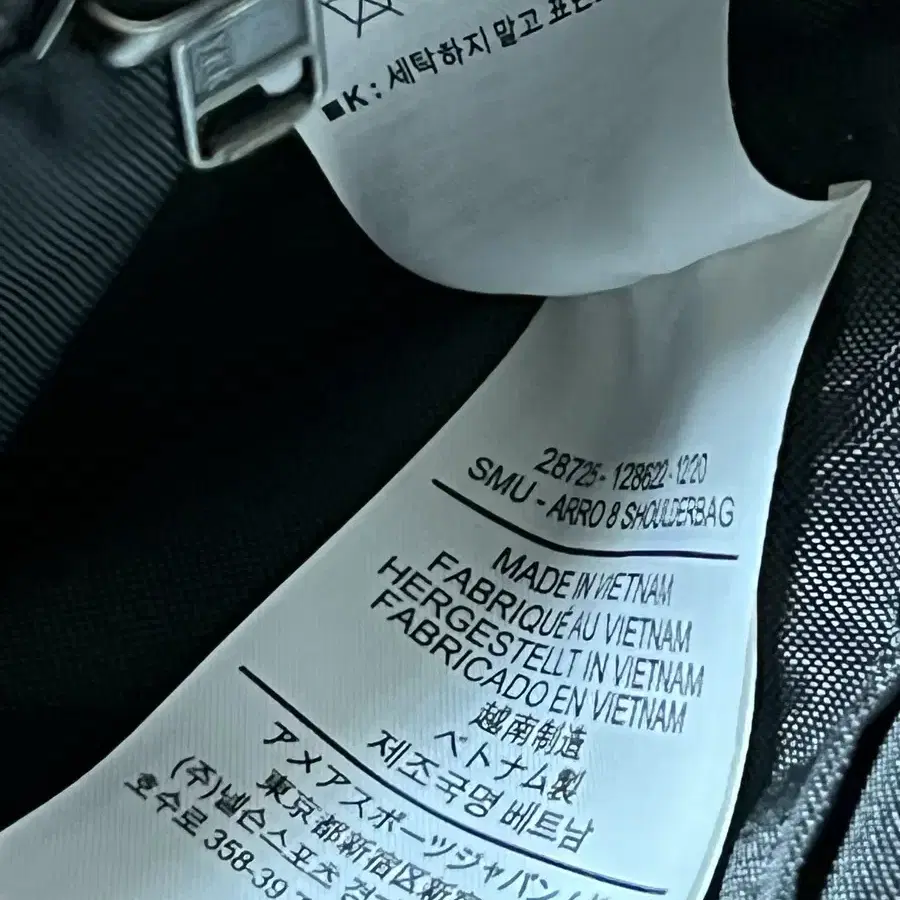 ■K : 세탁하지 말고
28725-128622-12/20
SMU - ARRO 8 SHOULDERBAG
MADE IN VIETNAM
FABRIQUÉ AU VIETNAM
HERGESTELLT IN VIETNAM
FABRICADO EN VIETNAM
越南制造
ベトナム製
제조국명 베트남
アメアスポーツジャパン
東京都新宿区新
(주)넬슨스포츠 경
호수로 358-39